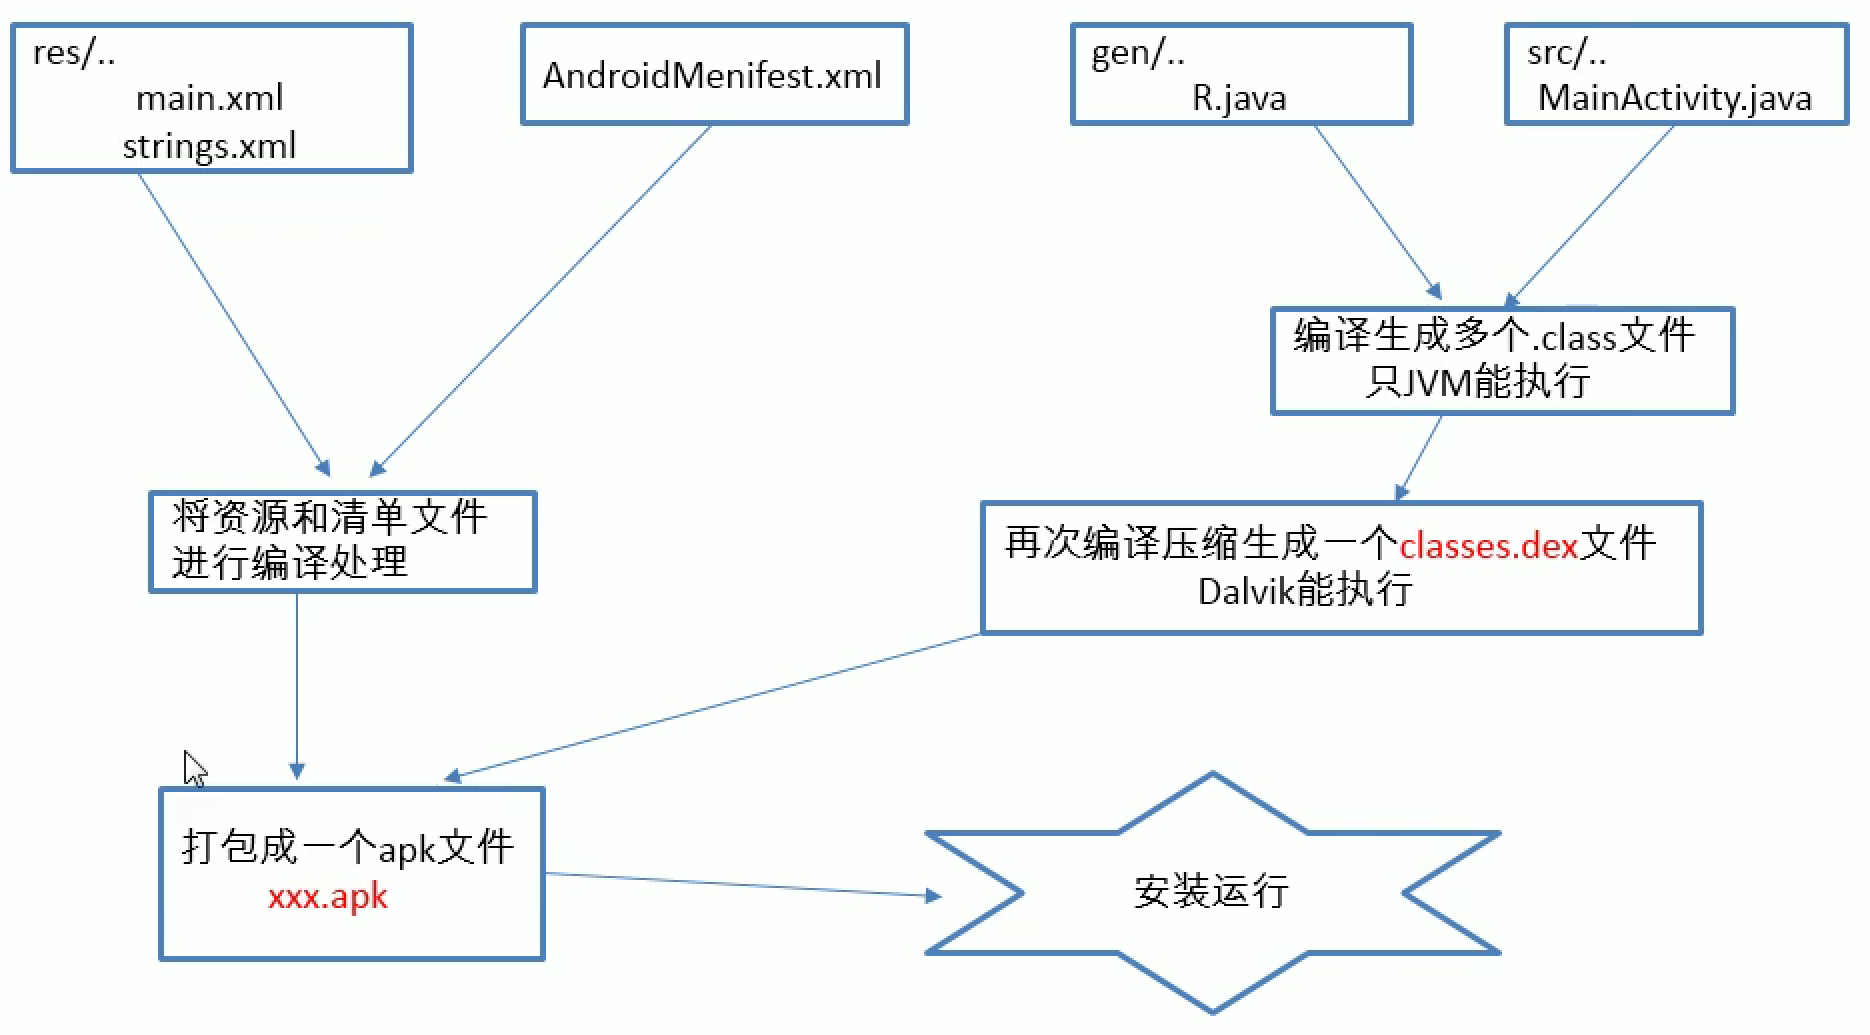 res/..
main.xml
strings.xml
AndroidMenifest.xml
gen/..
R.java
src/..
MainActivity.java
编译生成多个.class文件
只JVM能执行
将资源和清单文件
进行编译处理
再次编译压缩生成一个classes.dex文件
Dalvik能执行
打包成一个apk文件
xxx.apk
安装运行